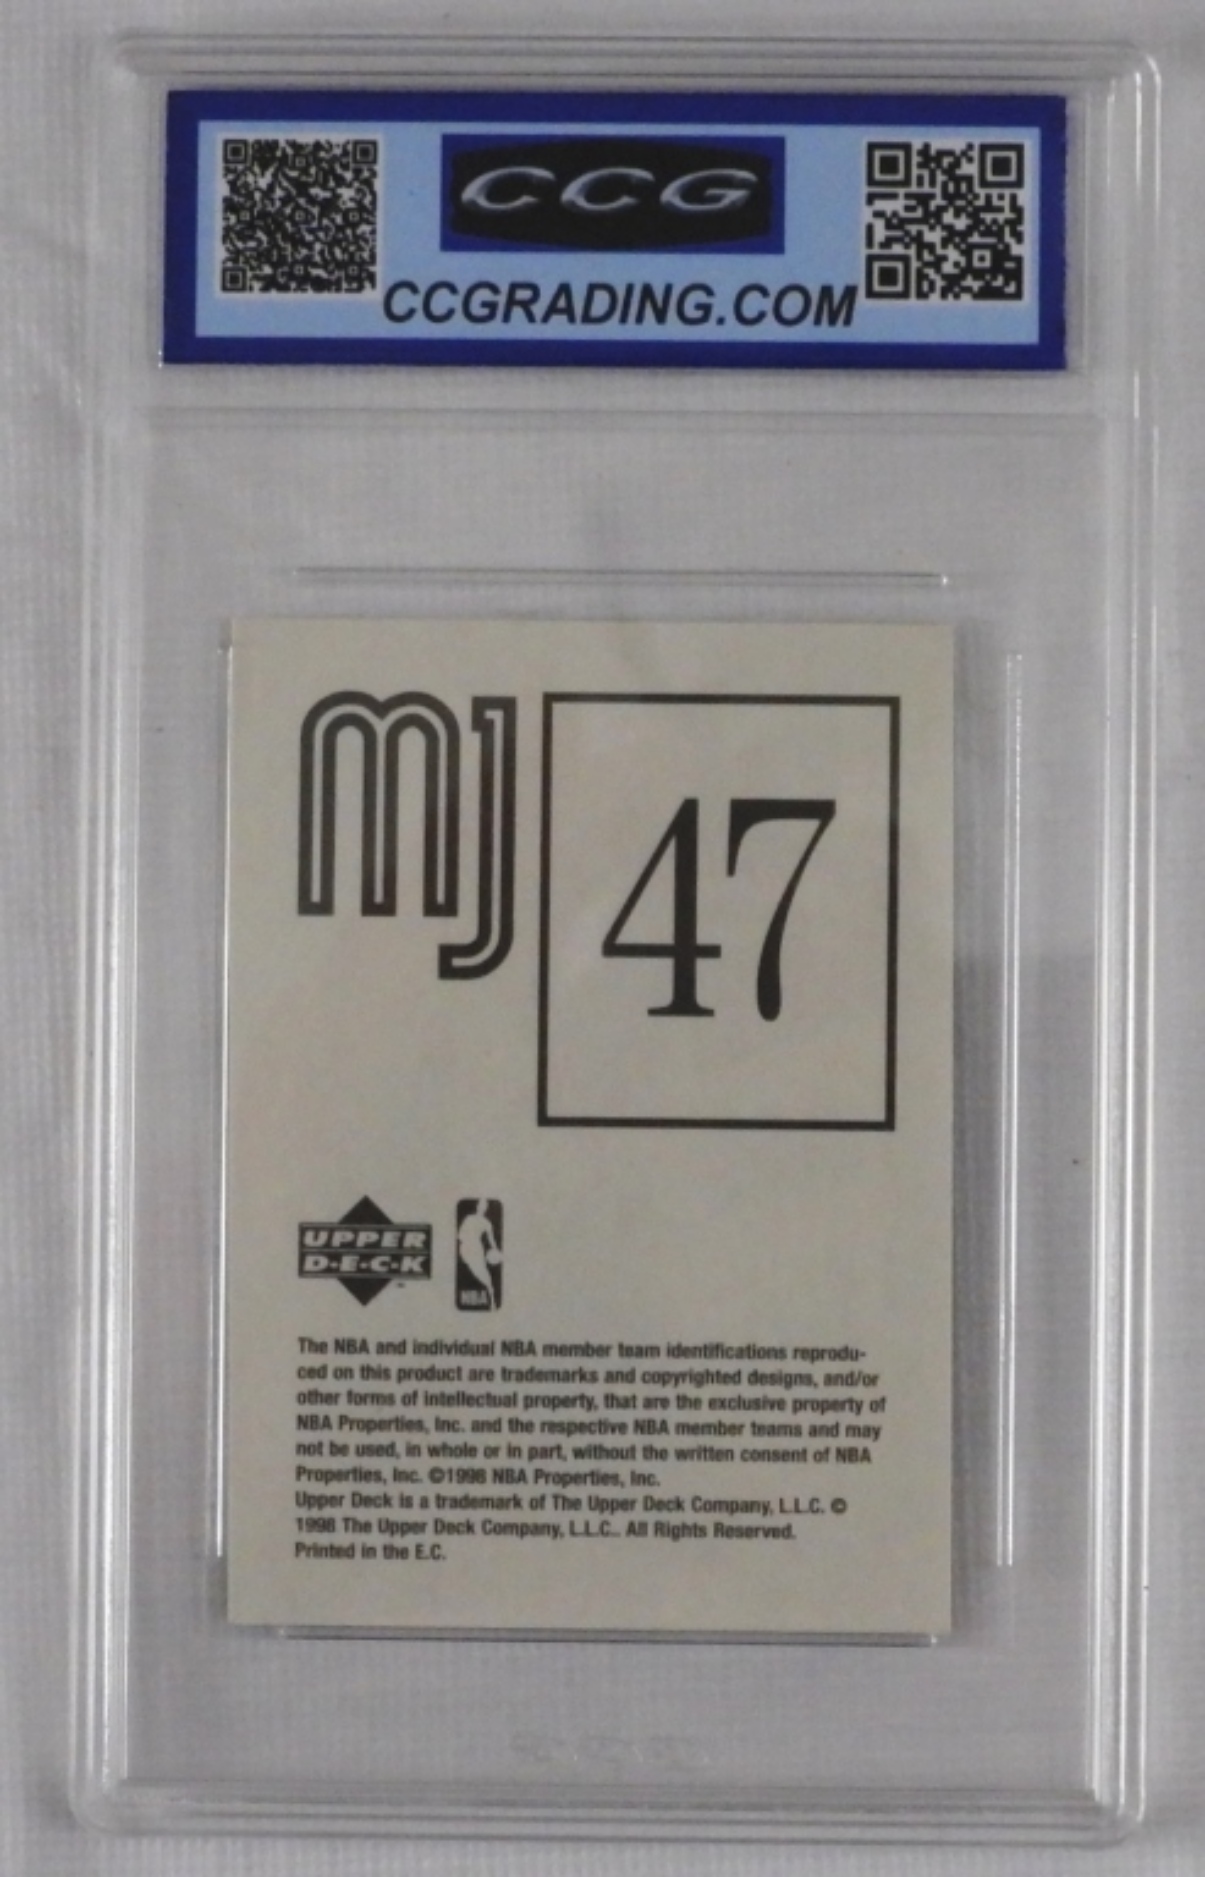 CCG
CCGRADING.COM
MJ
47
UPPER
D·E·C·K
NBA
The NBA and individual NBA member team identifications reprodu-
ced on this product are trademarks and copyrighted designs, and/or
other forms of intellectual property, that are the exclusive property of
NBA Properties, Inc. and the respective NBA member teams and may
not be used, in whole or in part, without the written consent of NBA
Properties, Inc. ©1998 NBA Properties, Inc.
Upper Deck is a trademark of The Upper Deck Company, L.L.C. ©
1998 The Upper Deck Company, L.L.C.. All Rights Reserved.
Printed in the E.C.